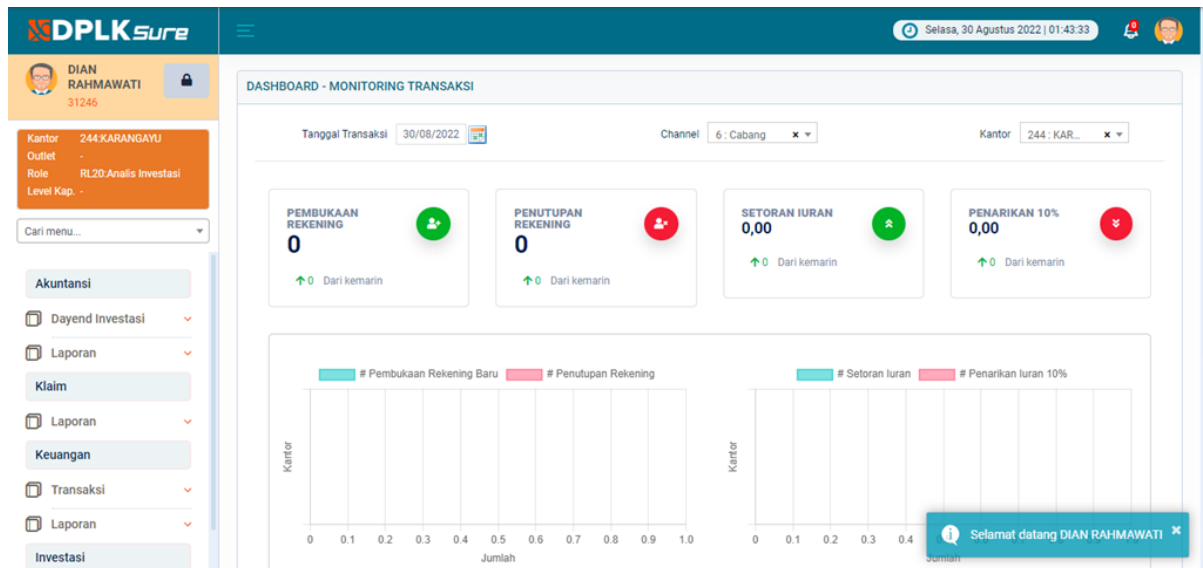 DPLKSure
Selasa, 30 Agustus 2022 | 01:43:33
DIAN
RAHMAWATI
31246
Kantor 244:KARANGAYU
Outlet -
Role RL20:Analis Investasi
Level Kap. -
Cari menu...
Akuntansi
Dayend Investasi
Laporan
Klaim
Laporan
Keuangan
Transaksi
Laporan
Investasi
DASHBOARD - MONITORING TRANSAKSI
Tanggal Transaksi 30/08/2022 Channel 6 : Cabang x Kantor 244 : KAR... x
PEMBUKAAN
REKENING
0
0 Dari kemarin
PENUTUPAN
REKENING
0
0 Dari kemarin
SETORAN IURAN
0,00
0 Dari kemarin
PENARIKAN 10%
0,00
0 Dari kemarin
# Pembukaan Rekening Baru # Penutupan Rekening
Kantor
0 0.1 0.2 0.3 0.4 0.5 0.6 0.7 0.8 0.9 1.0
Jumlah
# Setoran Iuran # Penarikan Iuran 10%
Kantor
0 0.1 0.2 0.3 0.4
Jumlah
Selamat datang DIAN RAHMAWATI ×